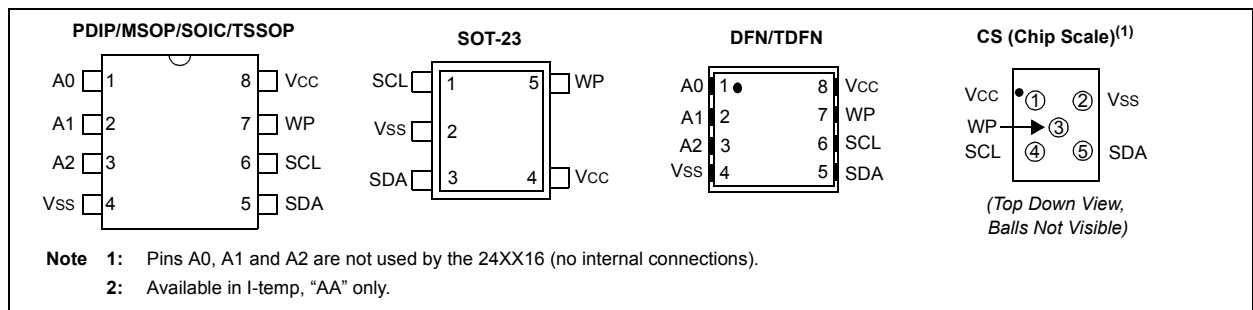 PDIP/MSOP/SOIC/TSSOP
A0 1 8 VCC
A1 2 7 WP
A2 3 6 SCL
VSS 4 5 SDA
SOT-23
SCL 1 5 WP
VSS 2
SDA 3 4 VCC
DFN/TDFN
A0 1 8 VCC
A1 2 7 WP
A2 3 6 SCL
VSS 4 5 SDA
CS (Chip Scale)(1)
VCC 1 2 VSS
WP 3
SCL 4 5 SDA
(Top Down View,
Balls Not Visible)
Note 1: Pins A0, A1 and A2 are not used by the 24XX16 (no internal connections).
2: Available in I-temp, “AA” only.